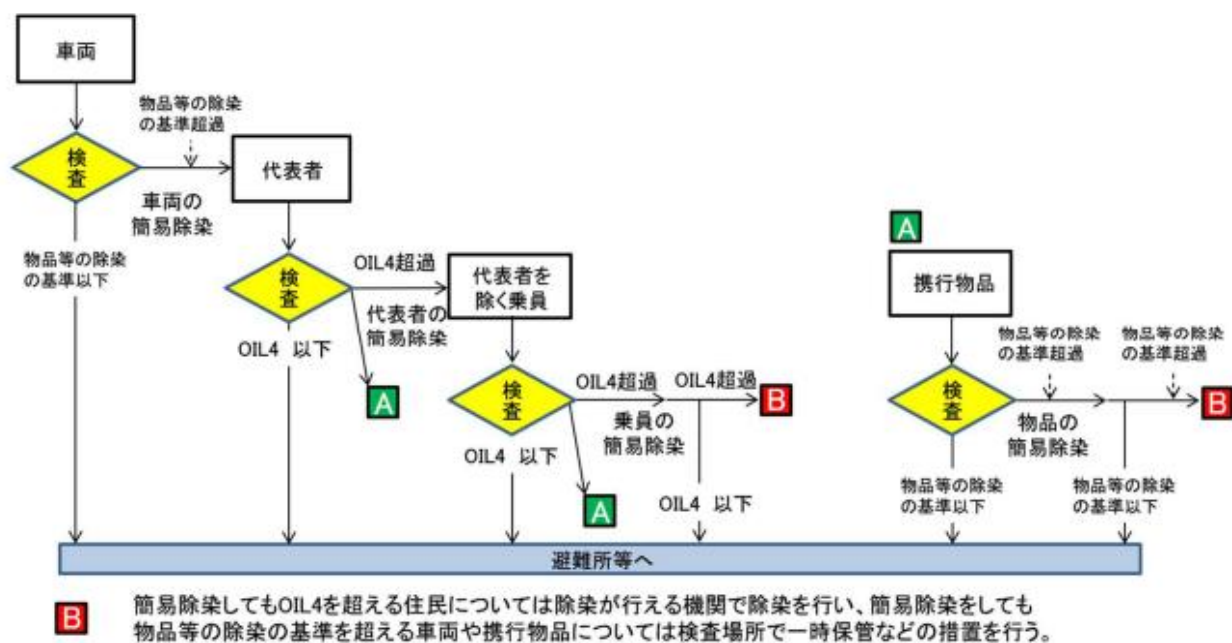 車両
物品等の除染
の基準超過
検
査
代表者
車両の
簡易除染
物品等の除染
の基準以下
検
査
OIL4超過
代表者を
除く乗員
代表者の
簡易除染
OIL4 以下
A
検
査
OIL4超過
OIL4超過
B
乗員の
簡易除染
OIL4 以下
A
OIL4 以下
A
携行物品
物品等の除染
の基準超過
物品等の除染
の基準超過
検
査
B
物品の
簡易除染
物品等の除染
の基準以下
物品等の除染
の基準以下
避難所等へ
B
簡易除染してもOIL4を超える住民については除染が行える機関で除染を行い、簡易除染をしても
物品等の除染の基準を超える車両や携行物品については検査場所で一時保管などの措置を行う。